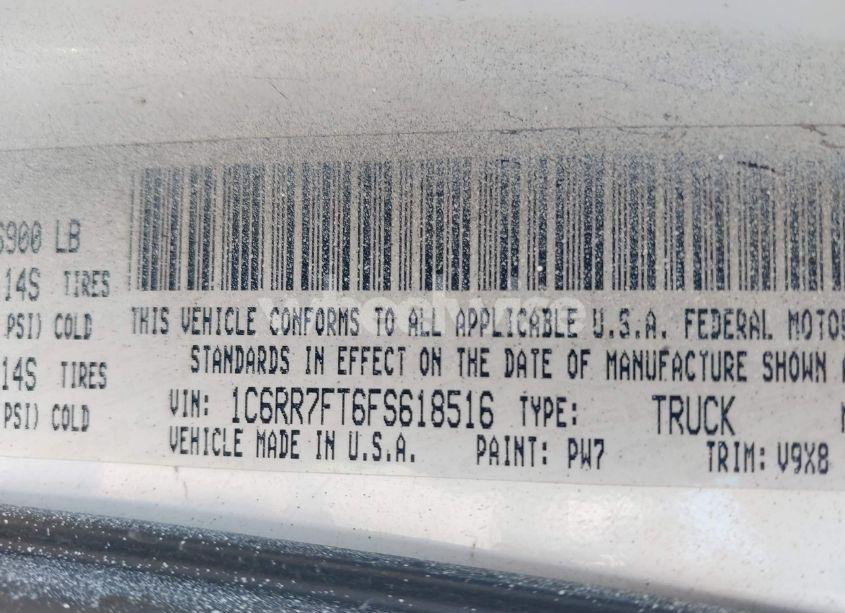 6900 LB
14S TIRES
PSI) COLD
14S TIRES
PSI) COLD
THIS VEHICLE CONFORMS TO ALL APPLICABLE U.S.A. FEDERAL MOTOR
STANDARDS IN EFFECT ON THE DATE OF MANUFACTURE SHOWN A
VIN: 1C6RR7FT6FS618516 TYPE: TRUCK
VEHICLE MADE IN U.S.A. PAINT: PW7 TRIM: V9X8